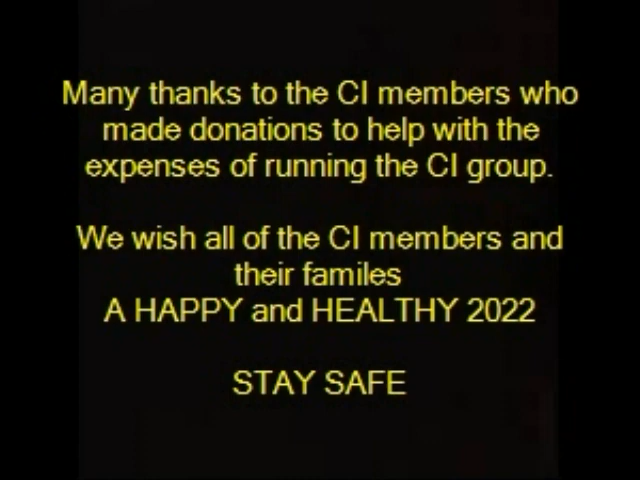 Many thanks to the CI members who
made donations to help with the
expenses of running the CI group.
We wish all of the CI members and
their familes
A HAPPY and HEALTHY 2022
STAY SAFE